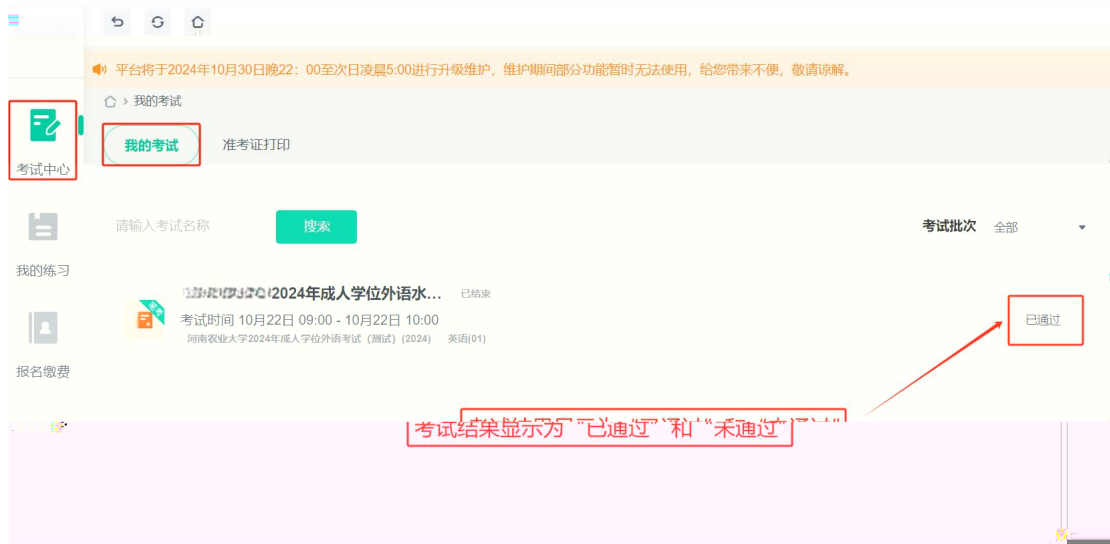 平台将于2024年10月30日晚22：00至次日凌晨5:00进行升级维护，维护期间部分功能暂时无法使用，给您带来不便，敬请谅解。
我的考试
我的考试
准考证打印
考试中心
请输入考试名称
搜索
考试批次
全部
我的练习
2024年成人学位外语水...
已结束
考试时间 10月22日 09:00 - 10月22日 10:00
已通过
河南农业大学2024年成人学位外语考试（测试）(2024)
英语(01)
报名缴费
考试结果显示为“已通过”和“未通过”